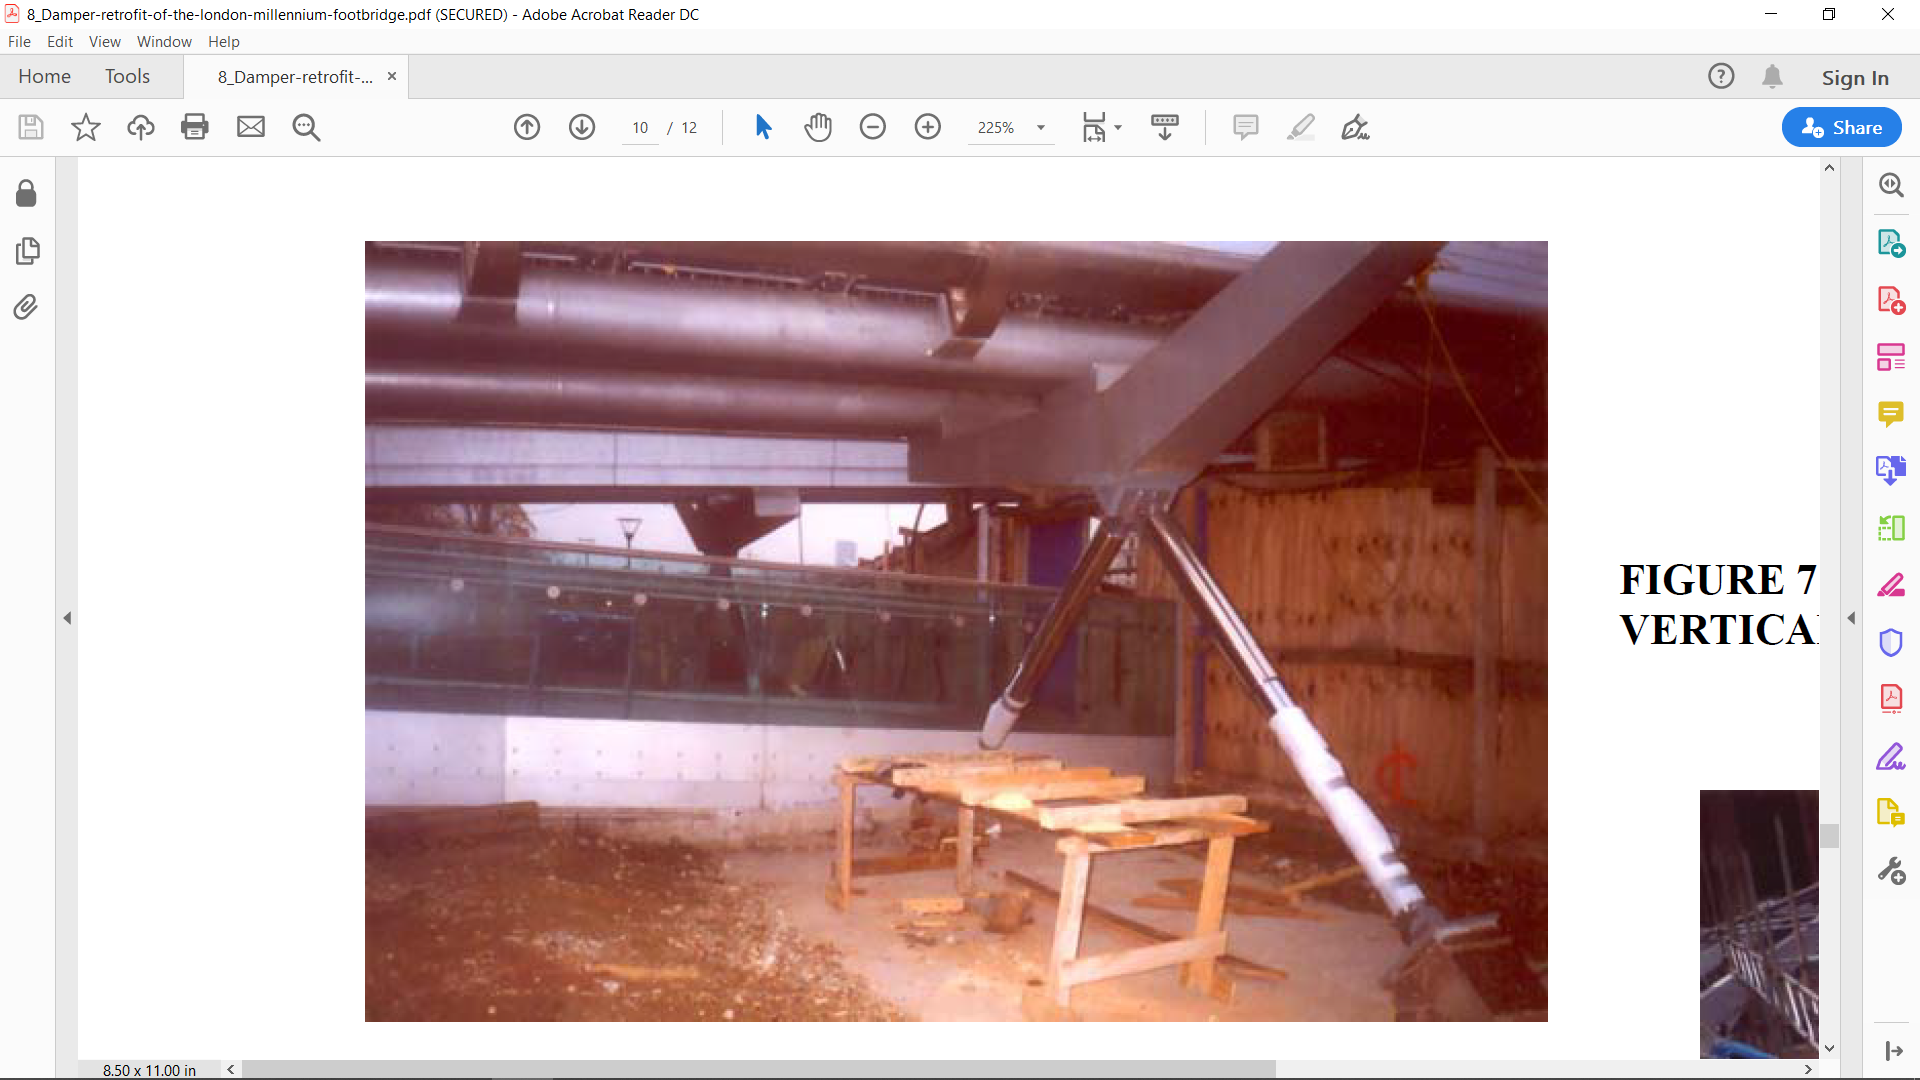 8_Damper-retrofit-of-the-london-millennium-footbridge.pdf (SECURED) - Adobe Acrobat Reader DC
File Edit View Window Help
Home Tools 8_Damper-retrofit-... Sign In
10 / 12 225% Share
FIGURE 7
VERTICA
8.50 x 11.00 in